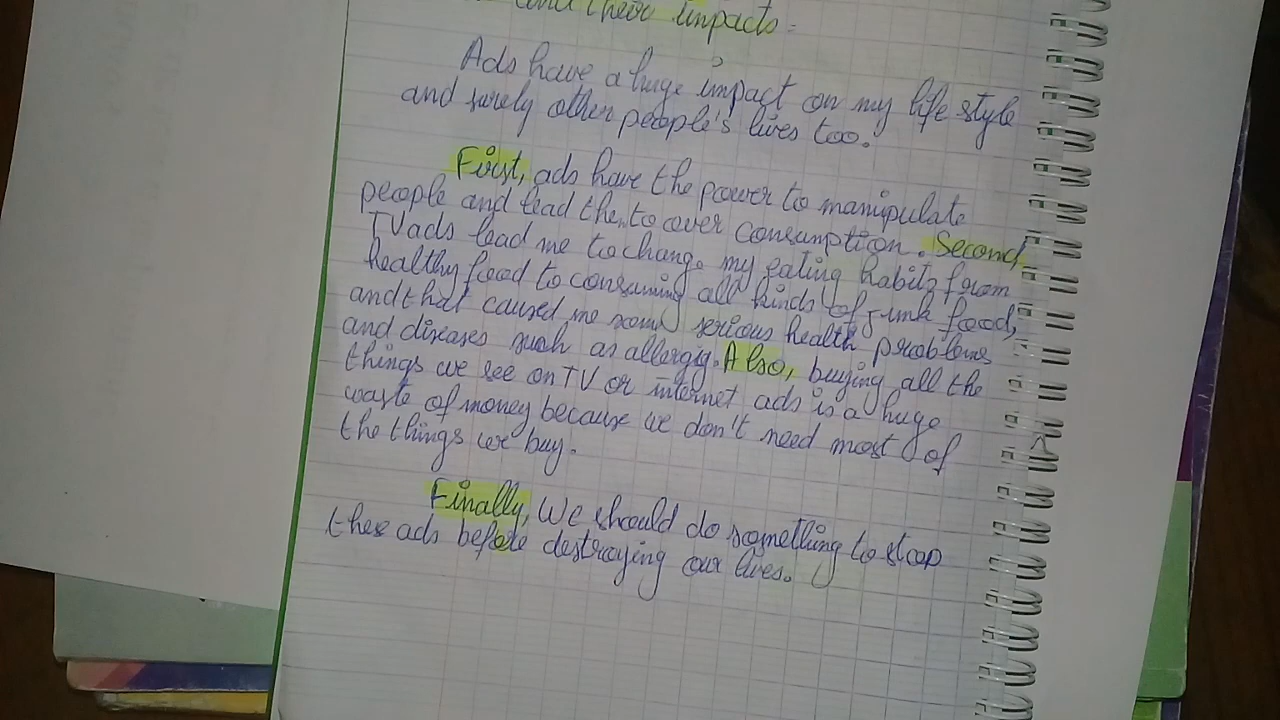 and their impacts:
Ads have a huge impact on my life style
and surely other people's lives too.
First, ads have the power to manipulate
people and lead them to over consumption. Second,
TV ads lead me to change my eating habits from
healthy food to consuming all kinds of junk food,
and that caused me some serious health problems
and diseases such as allergy. Also, buying all the
things we see on TV or internet ads is a huge
waste of money because we don't need most of
the things we buy.
Finally, We should do something to stop
these ads before destroying our lives.